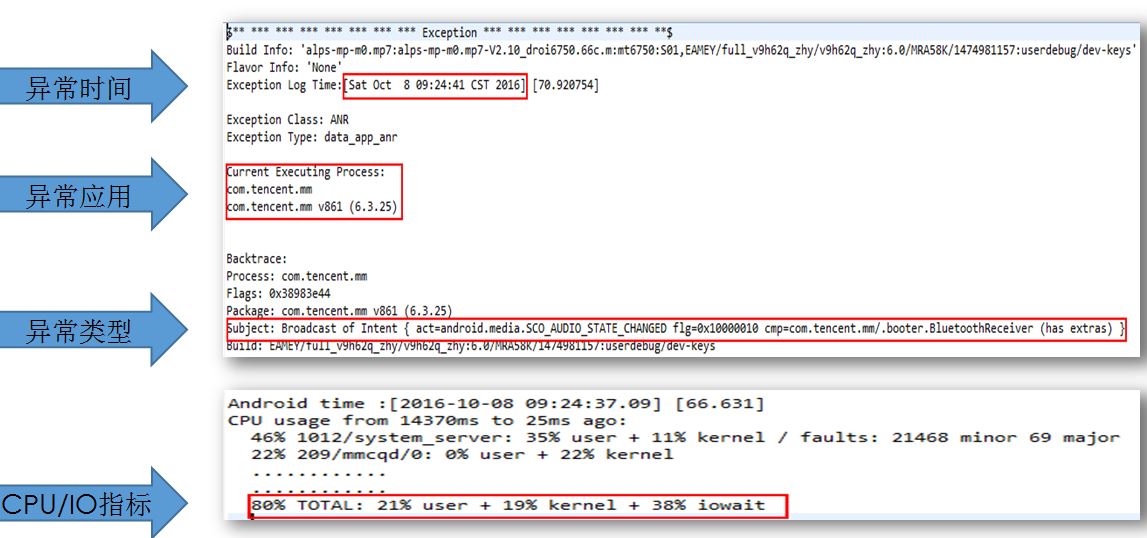 $** *** *** *** *** *** *** *** Exception *** *** *** *** *** *** *** **$
Build Info: 'alps-mp-m0.mp7:alps-mp-m0.mp7-V2.10_droi6750.66c.m:mt6750:S01,EAMEY/full_v9h62q_zhy/v9h62q_zhy:6.0/MRA58K/1474981157:userdebug/dev-keys'
Flavor Info: 'None'
异常时间
Exception Log Time:[Sat Oct  8 09:24:41 CST 2016] [70.920754]
Exception Class: ANR
Exception Type: data_app_anr
异常应用
Current Executing Process:
com.tencent.mm
com.tencent.mm v861 (6.3.25)
Backtrace:
Process: com.tencent.mm
Flags: 0x38983e44
Package: com.tencent.mm v861 (6.3.25)
异常类型
Subject: Broadcast of Intent { act=android.media.SCO_AUDIO_STATE_CHANGED flg=0x10000010 cmp=com.tencent.mm/.booter.BluetoothReceiver (has extras) }
Build: EAMEY/full_v9h62q_zhy/v9h62q_zhy:6.0/MRA58K/1474981157:userdebug/dev-keys
Android time :[2016-10-08 09:24:37.09] [66.631]
CPU usage from 14370ms to 25ms ago:
46% 1012/system_server: 35% user + 11% kernel / faults: 21468 minor 69 major
22% 209/mmcqd/0: 0% user + 22% kernel
............
............
CPU/IO指标
80% TOTAL: 21% user + 19% kernel + 38% iowait